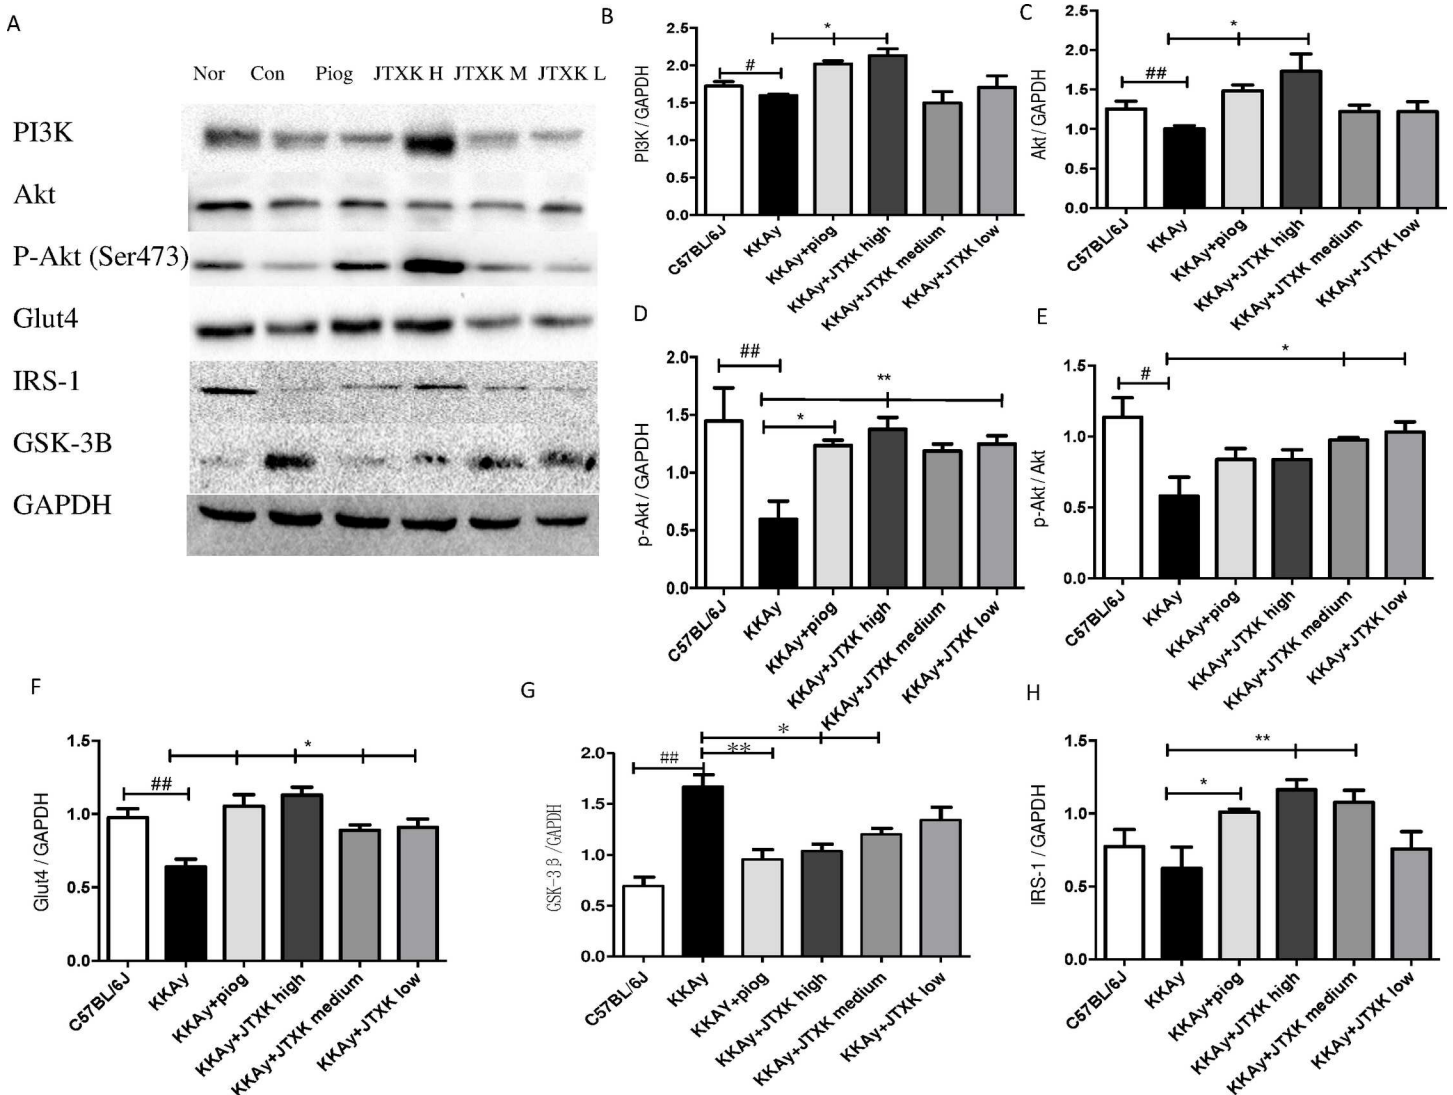 A
Nor Con Piog JTXK H JTXK M JTXK L
PI3K
Akt
P-Akt (Ser473)
Glut4
IRS-1
GSK-3B
GAPDH
B
PI3K / GAPDH
2.5
2.0
1.5
1.0
0.5
0.0
#
*
C57BL/6J
KKAy
KKAy+piog
KKAy+JTXK high
KKAy+JTXK medium
KKAy+JTXK low
C
Akt / GAPDH
2.5
2.0
1.5
1.0
0.5
0.0
##
*
C57BL/6J
KKAy
KKAy+piog
KKAy+JTXK high
KKAy+JTXK medium
KKAy+JTXK low
D
p-Akt / GAPDH
2.0
1.5
1.0
0.5
0.0
##
**
*
C57BL/6J
KKAy
KKAy+piog
KKAy+JTXK high
KKAy+JTXK medium
KKAy+JTXK low
E
p-Akt / Akt
1.5
1.0
0.5
0.0
#
*
C57BL/6J
KKAy
KKAy+piog
KKAy+JTXK high
KKAy+JTXK medium
KKAy+JTXK low
F
Glut4 / GAPDH
1.5
1.0
0.5
0.0
##
*
C57BL/6J
KKAy
KKAy+piog
KKAy+JTXK high
KKAy+JTXK medium
KKAy+JTXK low
G
GSK-3β/GAPDH
2.0
1.5
1.0
0.5
0.0
##
*
**
C57BL/6J
KKAy
KKAY+piog
KKAy+JTXK high
KKAy+JTXK medium
KKAy+JTXK low
H
IRS-1 / GAPDH
1.5
1.0
0.5
0.0
**
*
C57BL/6J
KKAy
KKAy+piog
KKAy+JTXK high
KKAy+JTXK medium
KKAy+JTXK low